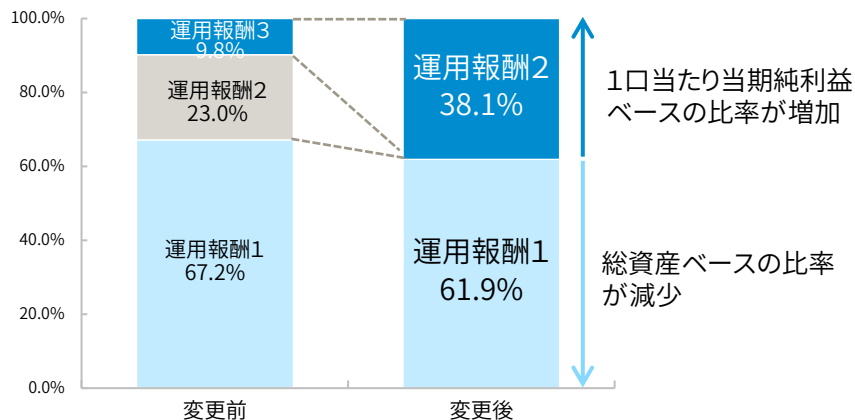 100.0%
80.0%
60.0%
40.0%
20.0%
0.0%
運用報酬3
9.8%
運用報酬2
23.0%
運用報酬1
67.2%
変更前
運用報酬2
38.1%
運用報酬1
61.9%
変更後
1口当たり当期純利益
ベースの比率が増加
総資産ベースの比率
が減少